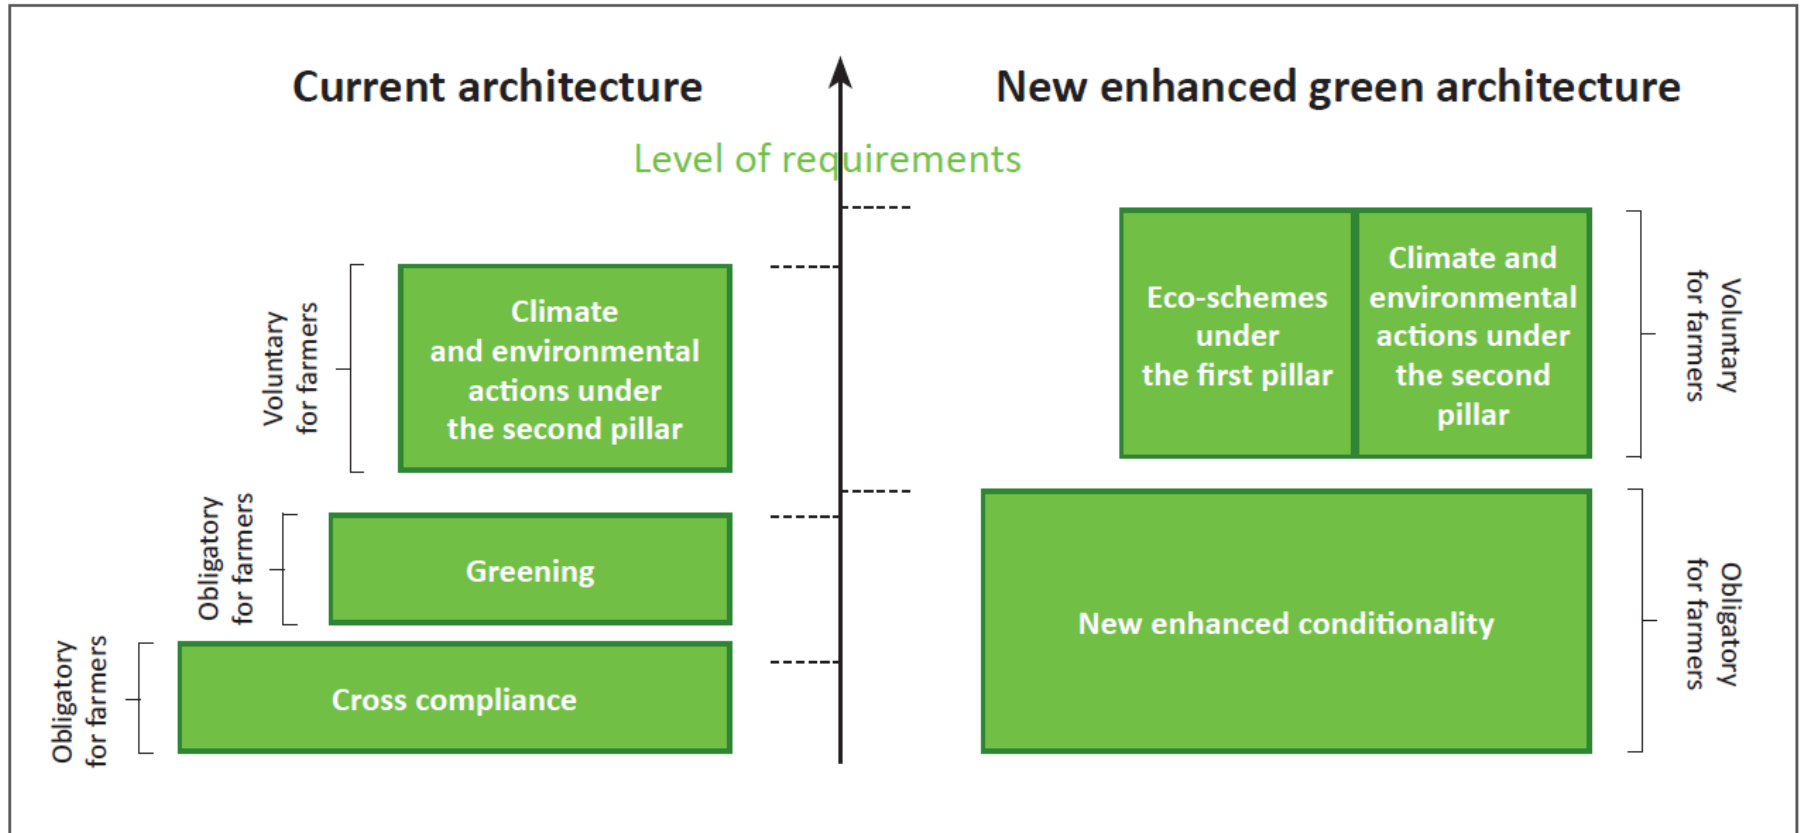 Current architecture
New enhanced green architecture
Level of requirements
Voluntary
for farmers
Climate
and environmental
actions under
the second pillar
Obligatory
for farmers
Greening
Obligatory
for farmers
Cross compliance
Eco-schemes
under
the first pillar
Climate and
environmental
actions under
the second
pillar
Voluntary
for farmers
New enhanced conditionality
Obligatory
for farmers